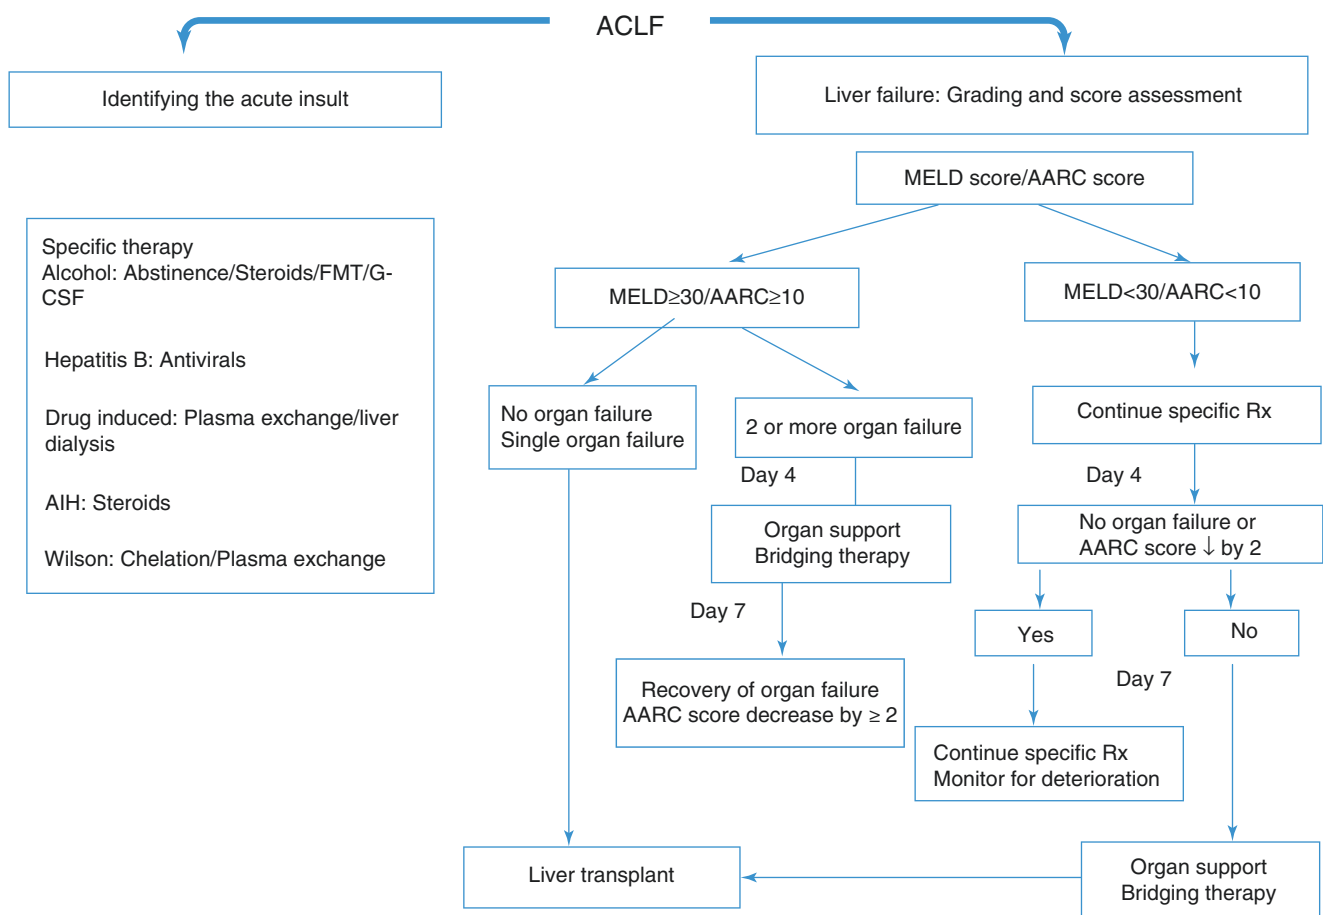 ACLF
Identifying the acute insult
Liver failure: Grading and score assessment
MELD score/AARC score
Specific therapy
Alcohol: Abstinence/Steroids/FMT/G-
CSF
Hepatitis B: Antivirals
Drug induced: Plasma exchange/liver
dialysis
AIH: Steroids
Wilson: Chelation/Plasma exchange
MELD≥30/AARC≥10
MELD<30/AARC<10
No organ failure
Single organ failure
2 or more organ failure
Continue specific Rx
Day 4
Day 4
Organ support
Bridging therapy
No organ failure or
AARC score ↓ by 2
Day 7
Yes
No
Day 7
Recovery of organ failure
AARC score decrease by ≥ 2
Continue specific Rx
Monitor for deterioration
Liver transplant
Organ support
Bridging therapy